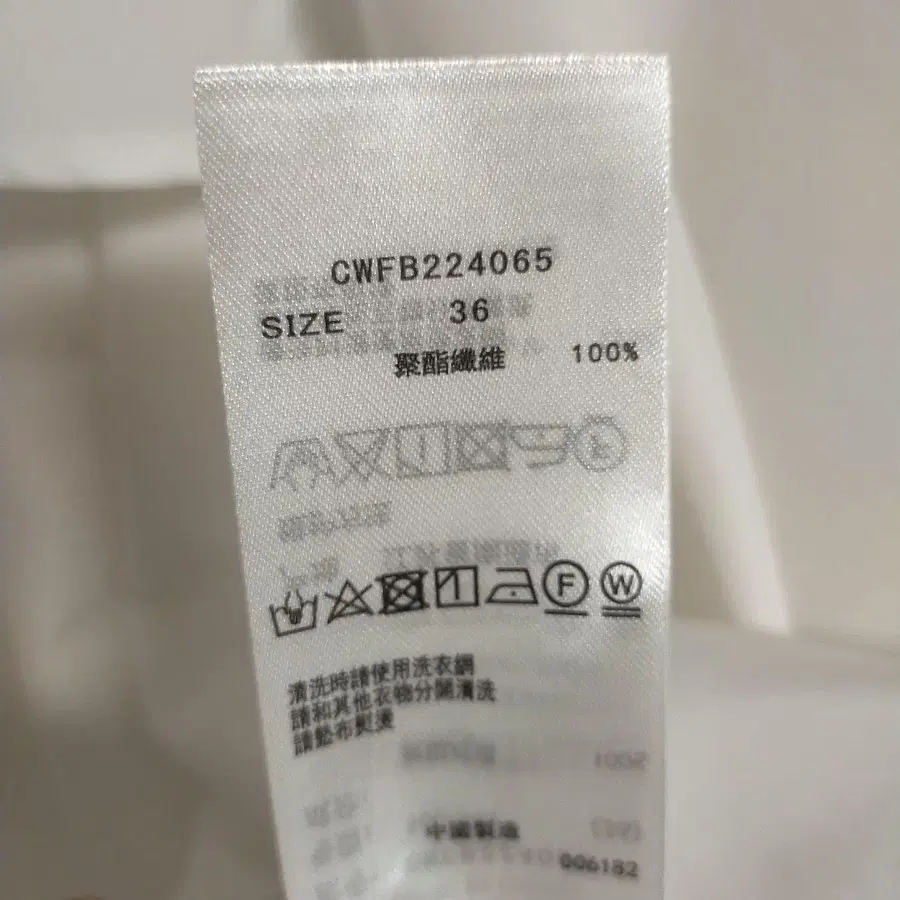 CWFB224065
SIZE 36
聚酯纖維 100%
F W
清洗時請使用洗衣網
請和其他衣物分開清洗
請墊布熨燙
中國製造
006182